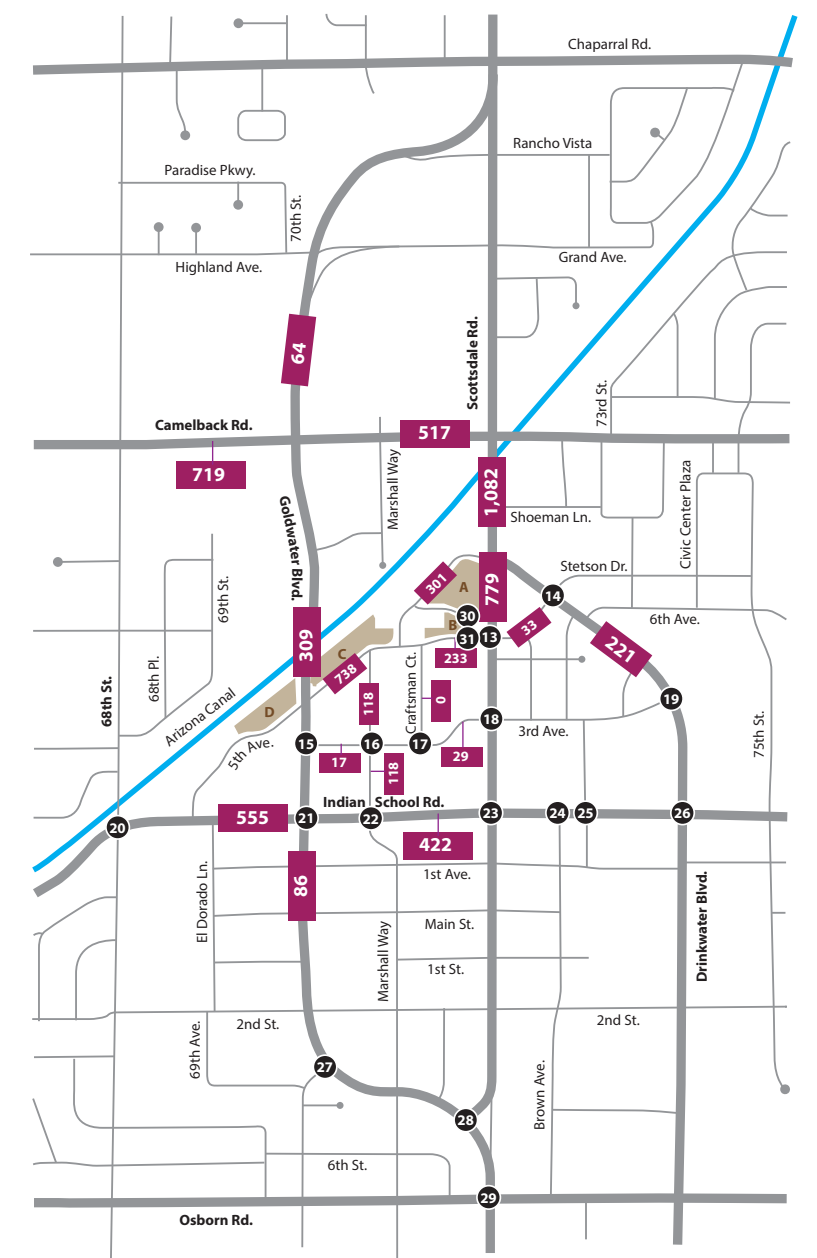 Chaparral Rd.
Rancho Vista
Paradise Pkwy.
70th St.
Grand Ave.
Highland Ave.
64
Scottsdale Rd.
73rd St.
Camelback Rd.
517
719
Marshall Way
1,082
Civic Center Plaza
Shoeman Ln.
Goldwater Blvd.
Stetson Dr.
301
A
779
14
69th St.
30
6th Ave.
B
33
309
31
13
221
C
233
738
68th Pl.
Craftsman Ct.
118
0
68th St.
Arizona Canal
D
19
18
3rd Ave.
75th St.
5th Ave.
15
16
17
17
29
118
Indian School Rd.
555
21
22
23
24
25
26
20
422
86
1st Ave.
El Dorado Ln.
Main St.
Drinkwater Blvd.
Marshall Way
1st St.
2nd St.
2nd St.
69th Ave.
27
Brown Ave.
28
6th St.
29
Osborn Rd.